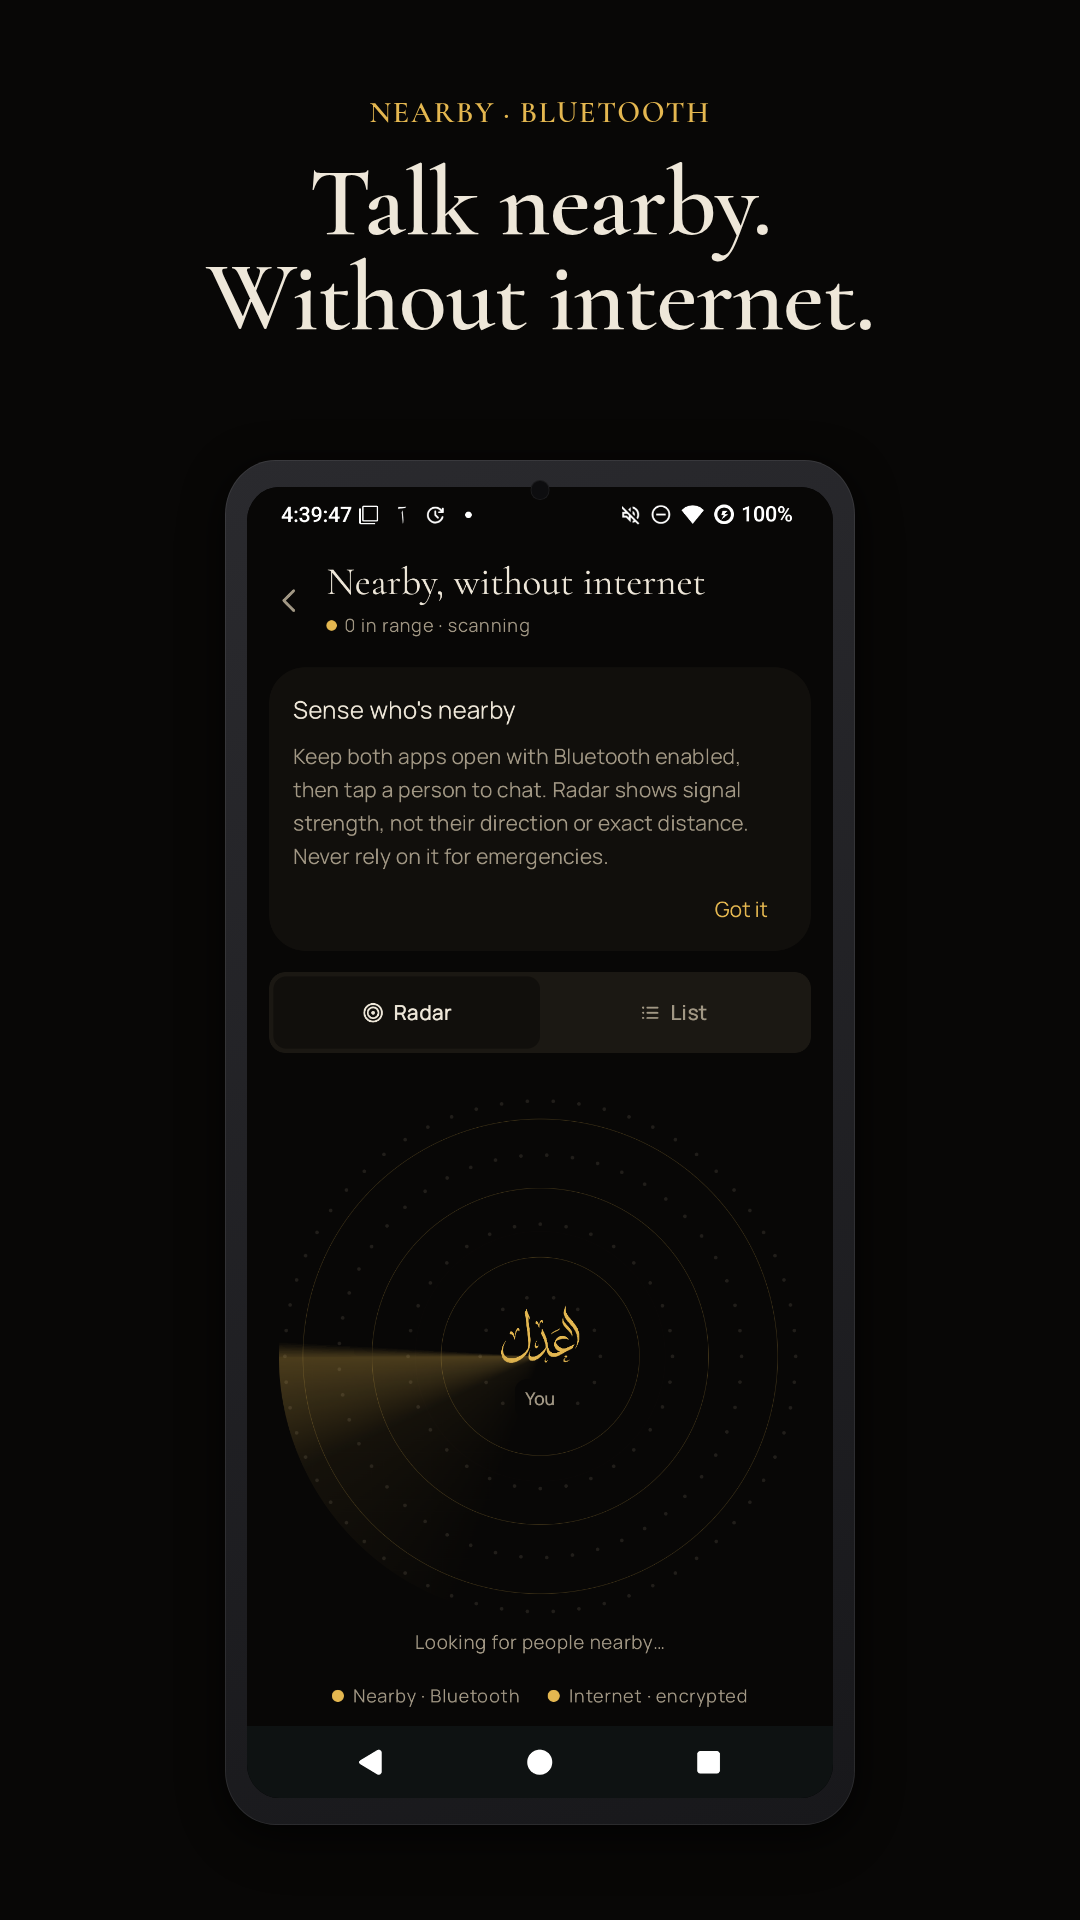 NEARBY · BLUETOOTH
Talk nearby.
Without internet.
4:39:47
100%
Nearby, without internet
0 in range · scanning
Sense who's nearby
Keep both apps open with Bluetooth enabled,
then tap a person to chat. Radar shows signal
strength, not their direction or exact distance.
Never rely on it for emergencies.
Got it
Radar
List
You
Looking for people nearby…
Nearby · Bluetooth
Internet · encrypted